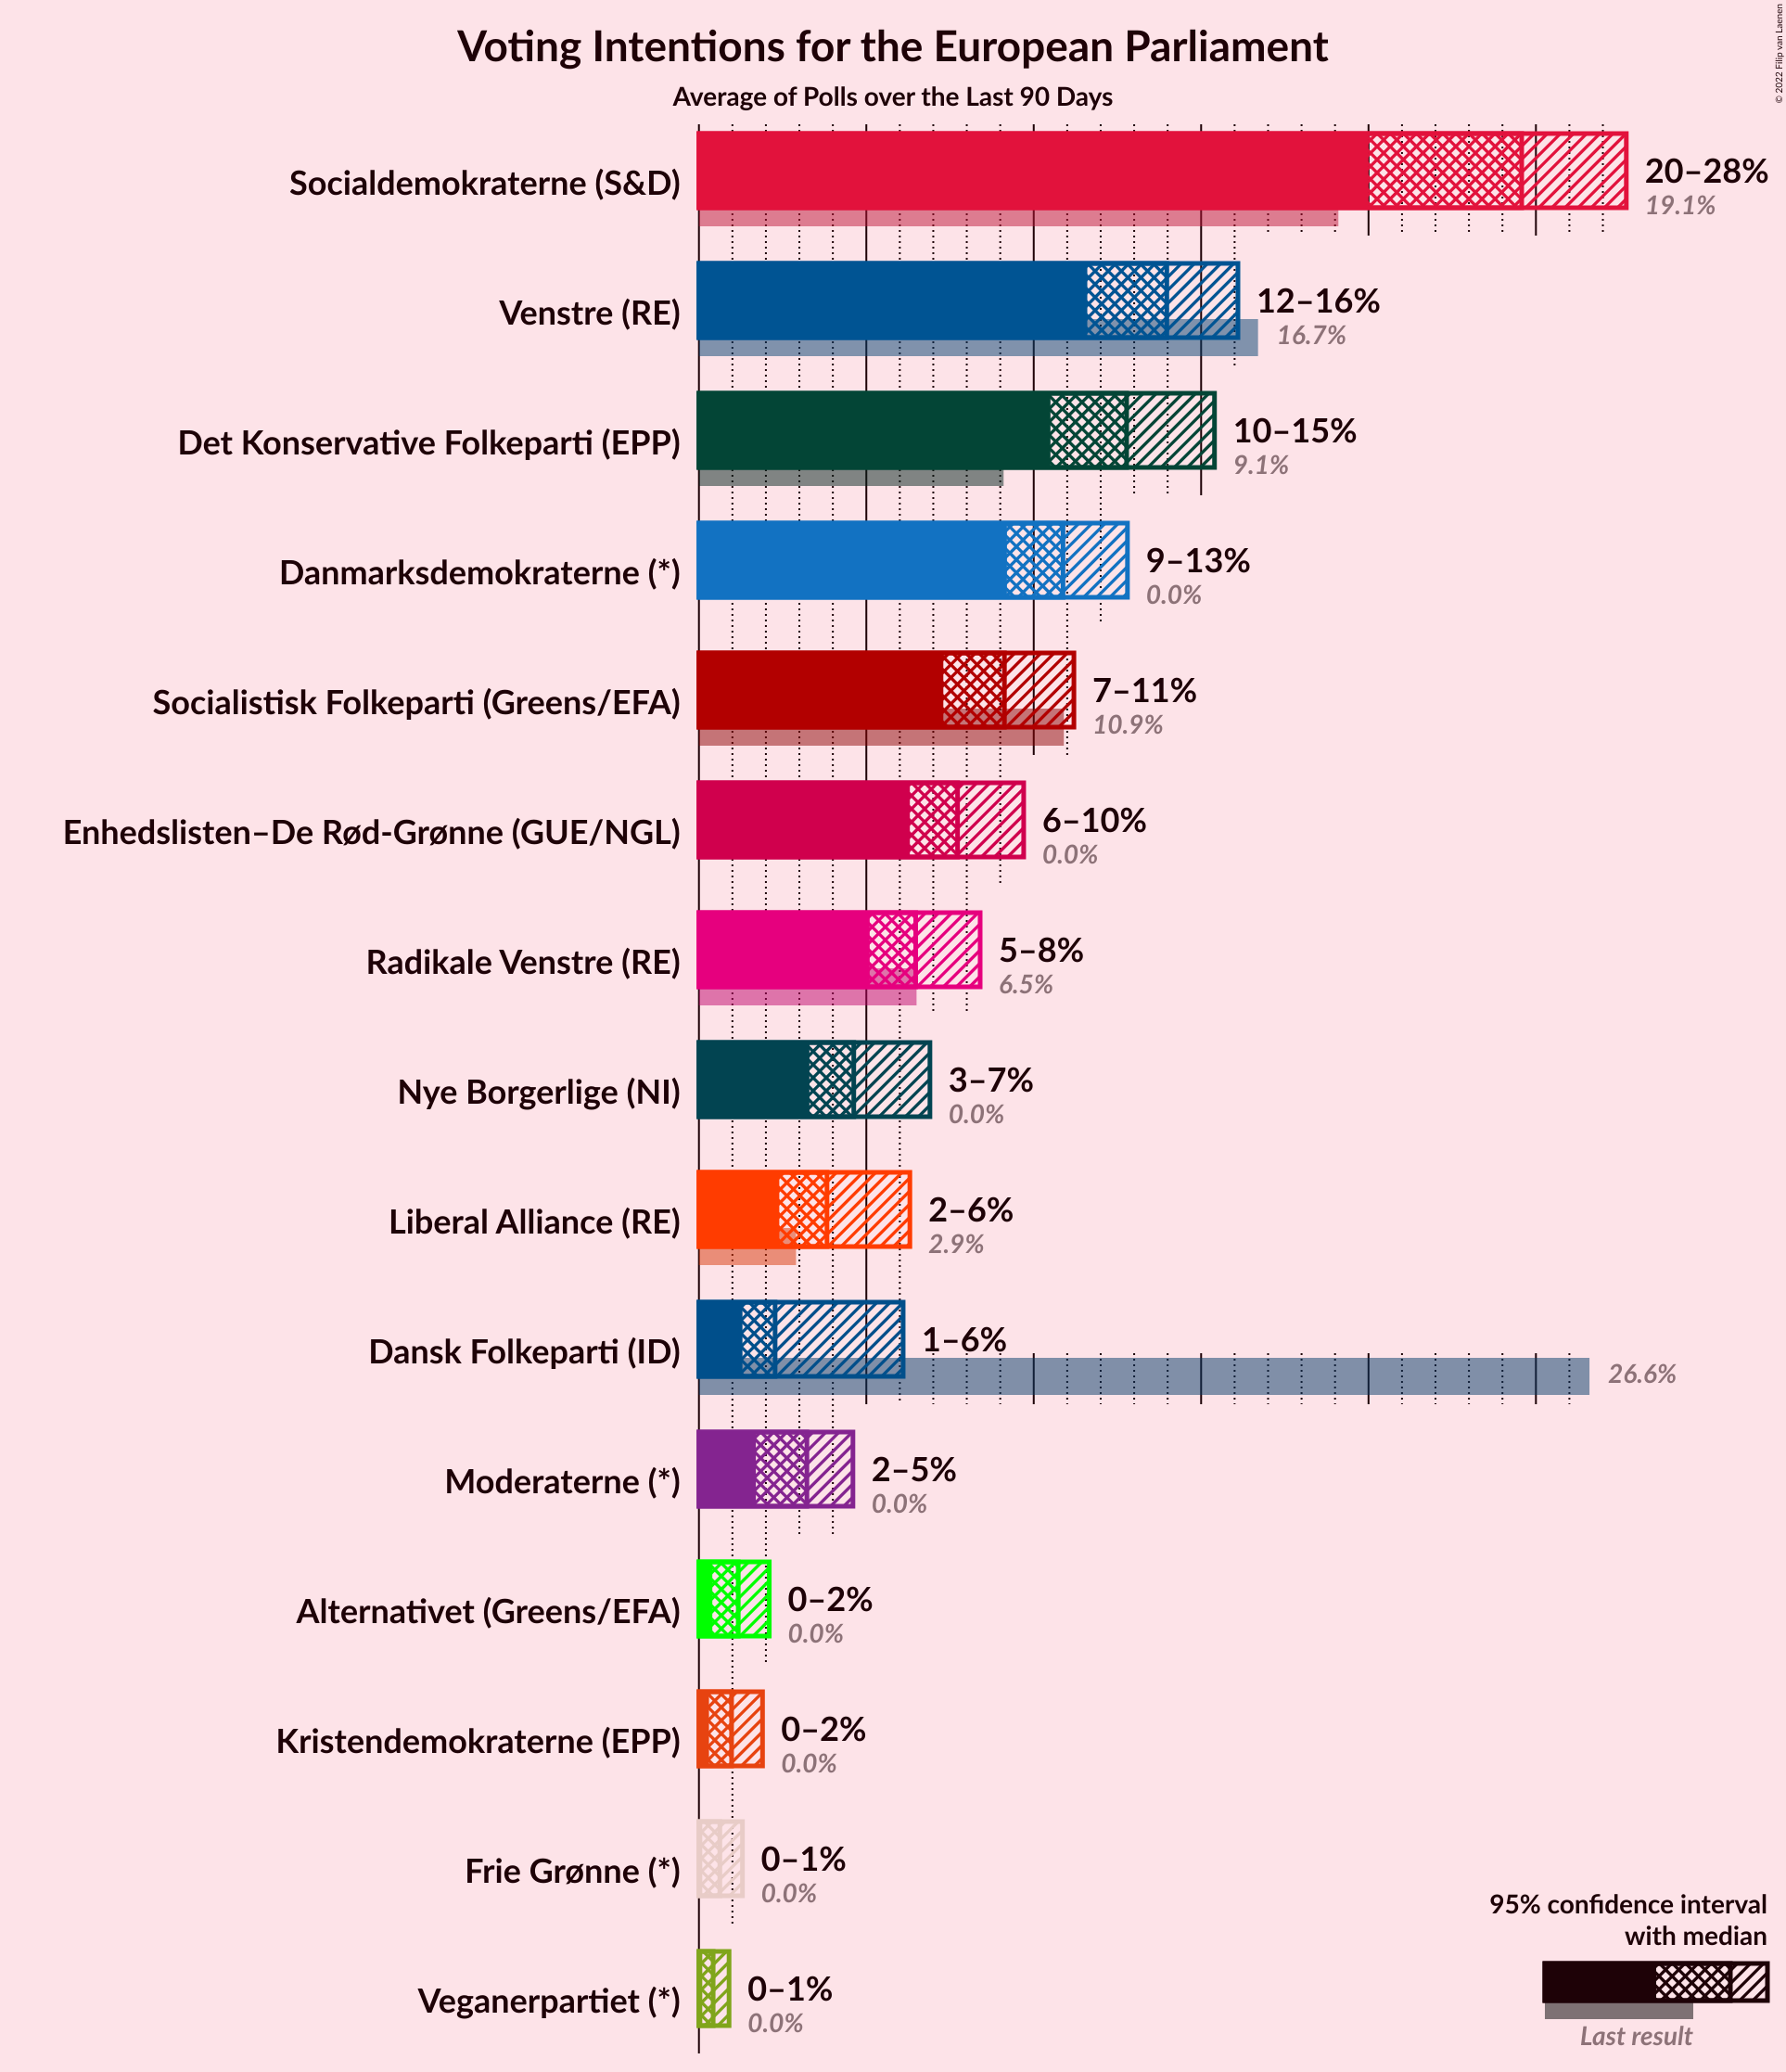 © 2022 Filip van Laenen
Voting Intentions for the European Parliament
Average of Polls over the Last 90 Days
Socialdemokraterne (S&D)
20–28%
19.1%
Venstre (RE)
12–16%
16.7%
Det Konservative Folkeparti (EPP)
10–15%
9.1%
Danmarksdemokraterne (*)
9–13%
0.0%
Socialistisk Folkeparti (Greens/EFA)
7–11%
10.9%
Enhedslisten–De Rød-Grønne (GUE/NGL)
6–10%
0.0%
Radikale Venstre (RE)
5–8%
6.5%
Nye Borgerlige (NI)
3–7%
0.0%
Liberal Alliance (RE)
2–6%
2.9%
Dansk Folkeparti (ID)
1–6%
26.6%
Moderaterne (*)
2–5%
0.0%
Alternativet (Greens/EFA)
0–2%
0.0%
Kristendemokraterne (EPP)
0–2%
0.0%
Frie Grønne (*)
0–1%
0.0%
Veganerpartiet (*)
0–1%
0.0%
95% confidence interval
with median
Last result